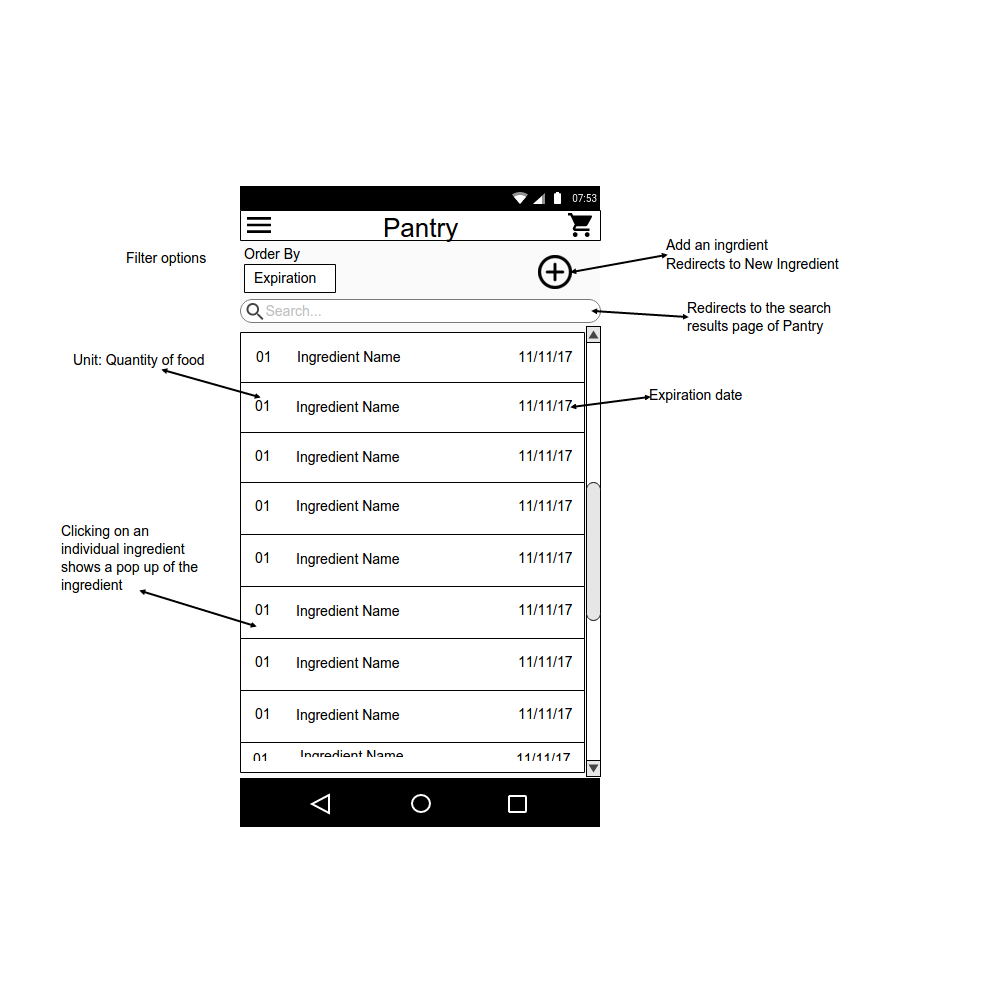 07:53
Pantry
Filter options
Order By
Expiration
Add an ingrdient
Redirects to New Ingredient
Search...
Redirects to the search
results page of Pantry
Unit: Quantity of food
01 Ingredient Name 11/11/17
01 Ingredient Name 11/11/17
Expiration date
01 Ingredient Name 11/11/17
01 Ingredient Name 11/11/17
Clicking on an
individual ingredient
shows a pop up of the
ingredient
01 Ingredient Name 11/11/17
01 Ingredient Name 11/11/17
01 Ingredient Name 11/11/17
01 Ingredient Name 11/11/17
01 Ingredient Name 11/11/17